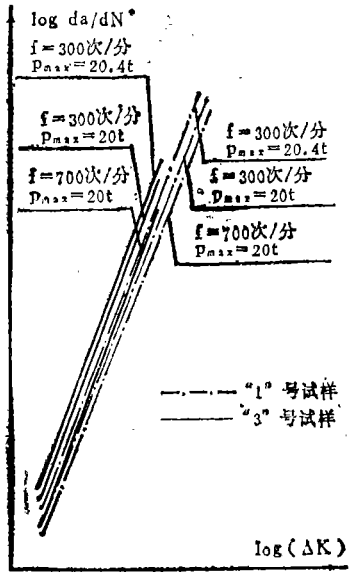 log da/dN
f=300次/分
Pmax=20.4t
f=300次/分
Pmax=20t
f=700次/分
Pmax=20t
f=300次/分
Pmax=20.4t
f=300次/分
Pmax=20t
f=700次/分
Pmax=20t
"1" 号试样
"3" 号试样
log(ΔK)